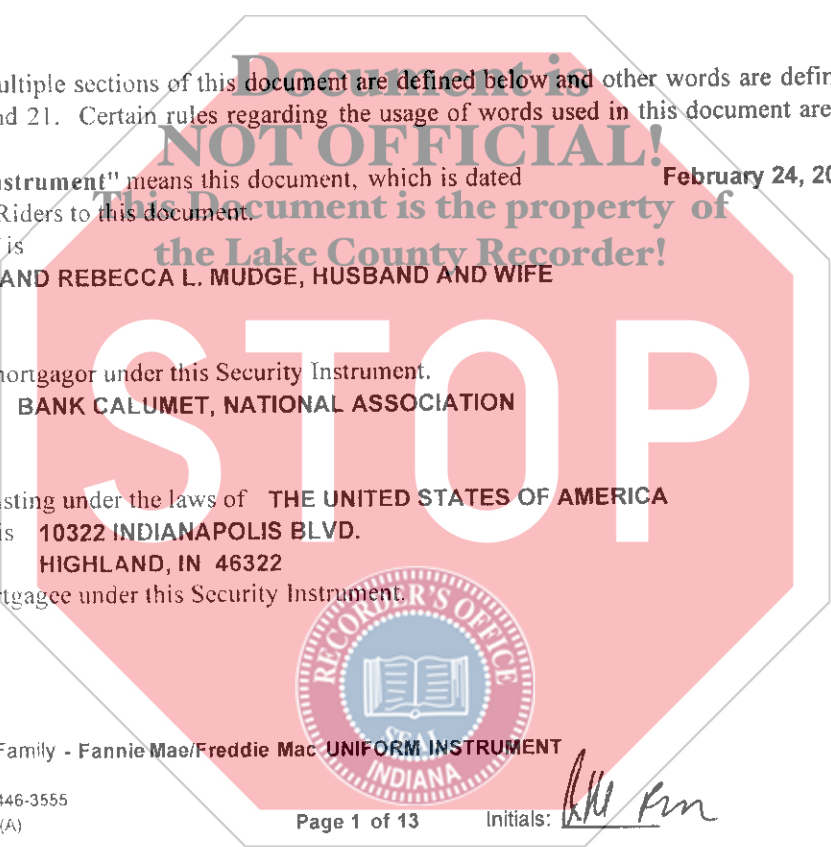 ultiple sections of this document are defined below and other words are defin
nd 21. Certain rules regarding the usage of words used in this document are
Document is
NOT OFFICIAL!
This Document is the property of
the Lake County Recorder!
nstrument" means this document, which is dated February 24, 20
Riders to this document.
is
AND REBECCA L. MUDGE, HUSBAND AND WIFE
STOP
mortgagor under this Security Instrument.
BANK CALUMET, NATIONAL ASSOCIATION
sting under the laws of THE UNITED STATES OF AMERICA
is 10322 INDIANAPOLIS BLVD.
HIGHLAND, IN 46322
rtgagee under this Security Instrument.
RECORDER'S OFFICE
SEAL
INDIANA
Family - Fannie Mae/Freddie Mac UNIFORM INSTRUMENT
446-3555
(A)
Page 1 of 13 Initials: